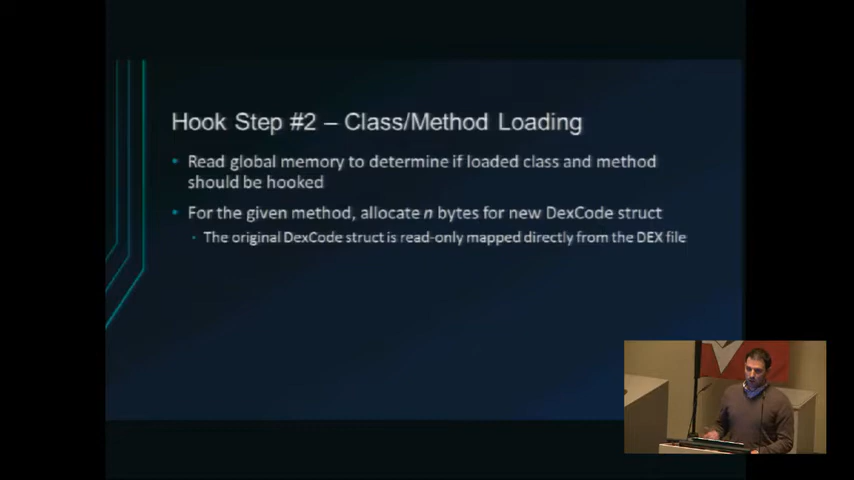 Hook Step #2 – Class/Method Loading
• Read global memory to determine if loaded class and method
should be hooked
• For the given method, allocate n bytes for new DexCode struct
• The original DexCode struct is read-only mapped directly from the DEX file